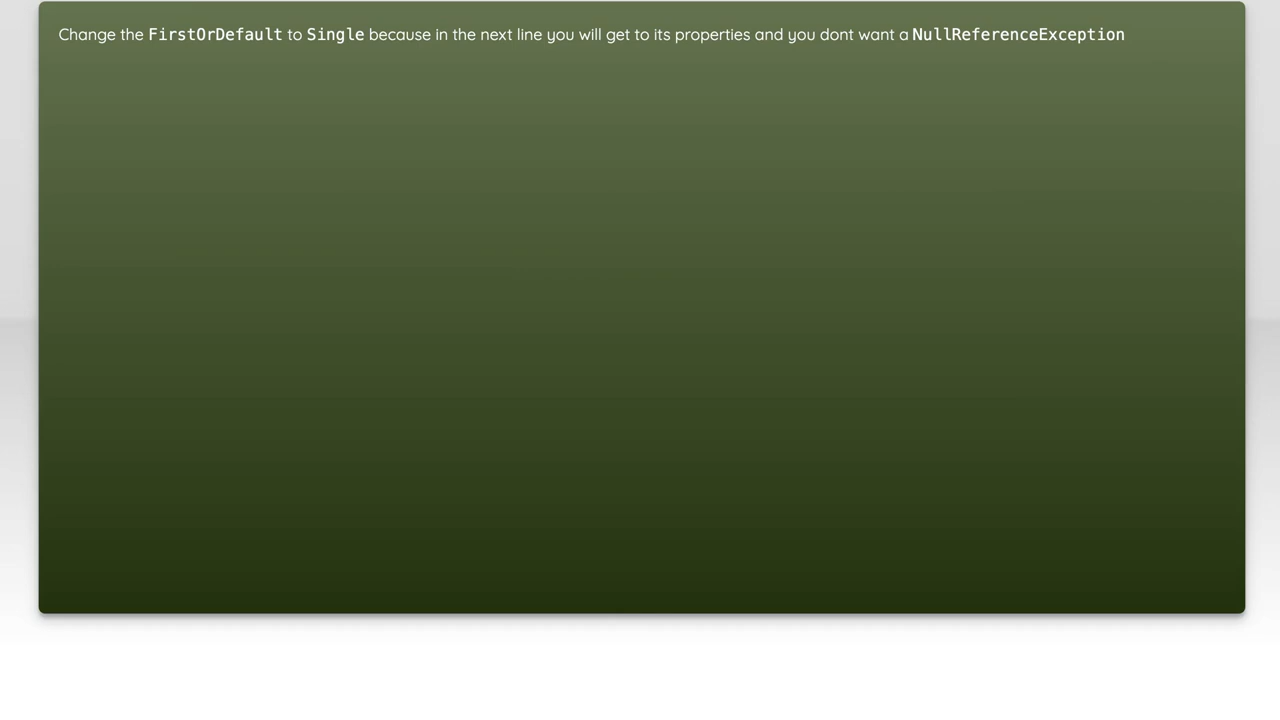 Change the FirstOrDefault to Single because in the next line you will get to its properties and you dont want a NullReferenceException